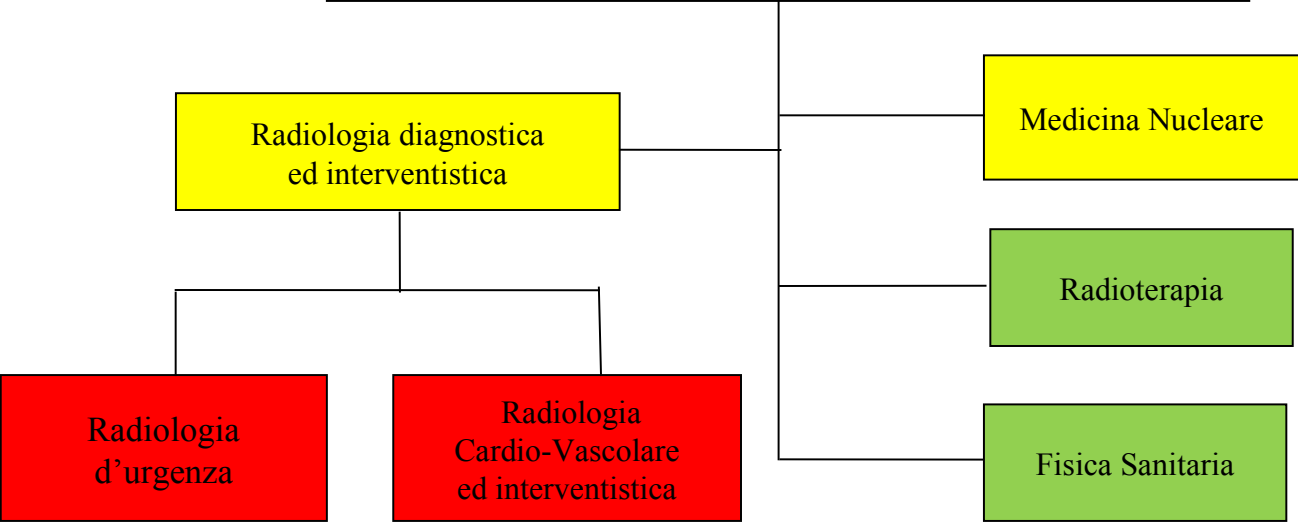 Medicina Nucleare
Radiologia diagnostica
ed interventistica
Radioterapia
Radiologia
d’urgenza
Radiologia
Cardio-Vascolare
ed interventistica
Fisica Sanitaria